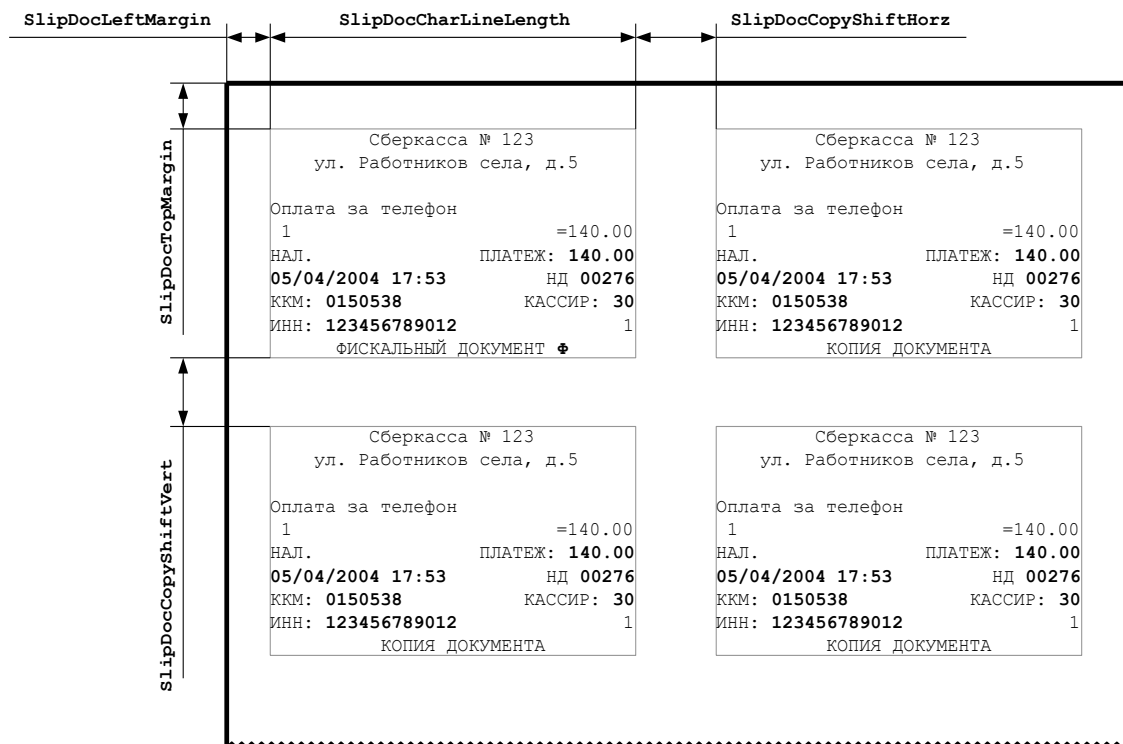 SlipDocLeftMargin SlipDocCharLineLength SlipDocCopyShiftHorz
SlipDocTopMargin
Сберкасса № 123
ул. Работников села, д.5
Оплата за телефон
1 =140.00
НАЛ. ПЛАТЕЖ: 140.00
05/04/2004 17:53 НД 00276
ККМ: 0150538 КАССИР: 30
ИНН: 123456789012 1
ФИСКАЛЬНЫЙ ДОКУМЕНТ Ф
Сберкасса № 123
ул. Работников села, д.5
Оплата за телефон
1 =140.00
НАЛ. ПЛАТЕЖ: 140.00
05/04/2004 17:53 НД 00276
ККМ: 0150538 КАССИР: 30
ИНН: 123456789012 1
КОПИЯ ДОКУМЕНТА
SlipDocCopyShiftVert
Сберкасса № 123
ул. Работников села, д.5
Оплата за телефон
1 =140.00
НАЛ. ПЛАТЕЖ: 140.00
05/04/2004 17:53 НД 00276
ККМ: 0150538 КАССИР: 30
ИНН: 123456789012 1
КОПИЯ ДОКУМЕНТА
Сберкасса № 123
ул. Работников села, д.5
Оплата за телефон
1 =140.00
НАЛ. ПЛАТЕЖ: 140.00
05/04/2004 17:53 НД 00276
ККМ: 0150538 КАССИР: 30
ИНН: 123456789012 1
КОПИЯ ДОКУМЕНТА